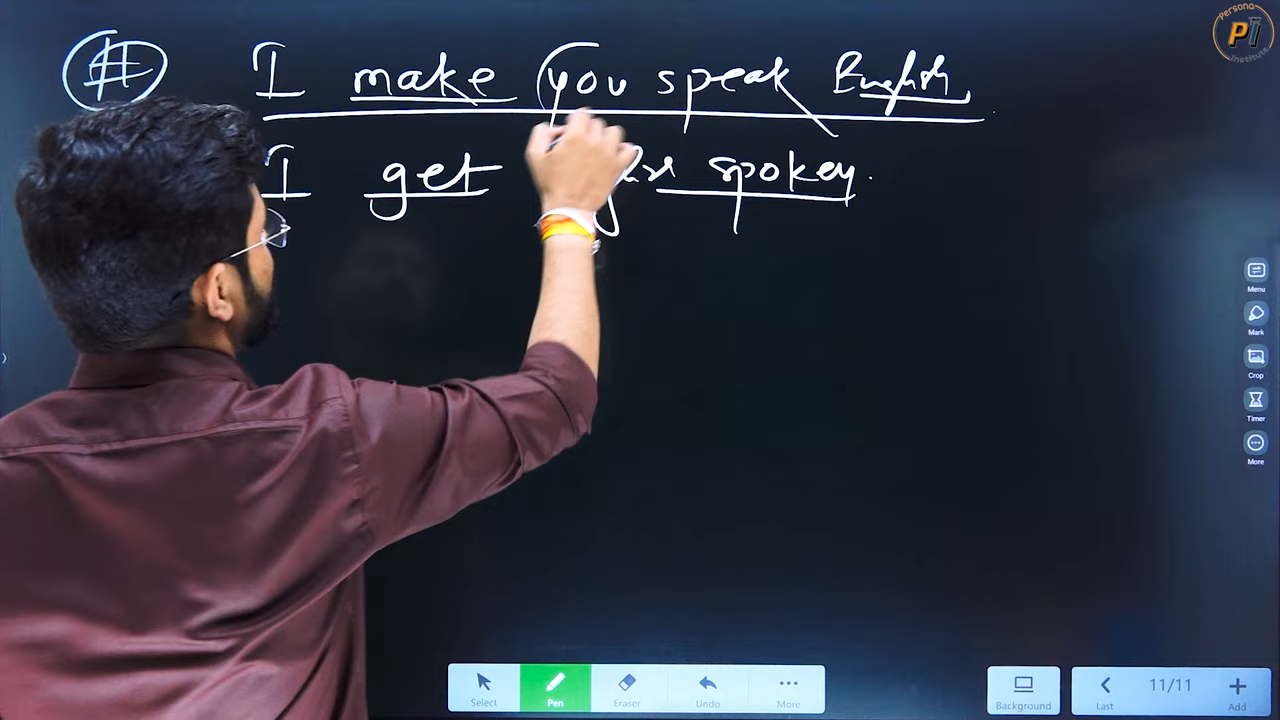 # I make you speak English
I get spoken.
Persona
PI
Institute
Menu
Mark
Crop
Timer
More
Select
Pen
Eraser
Undo
More
Background
Last
11/11
Add